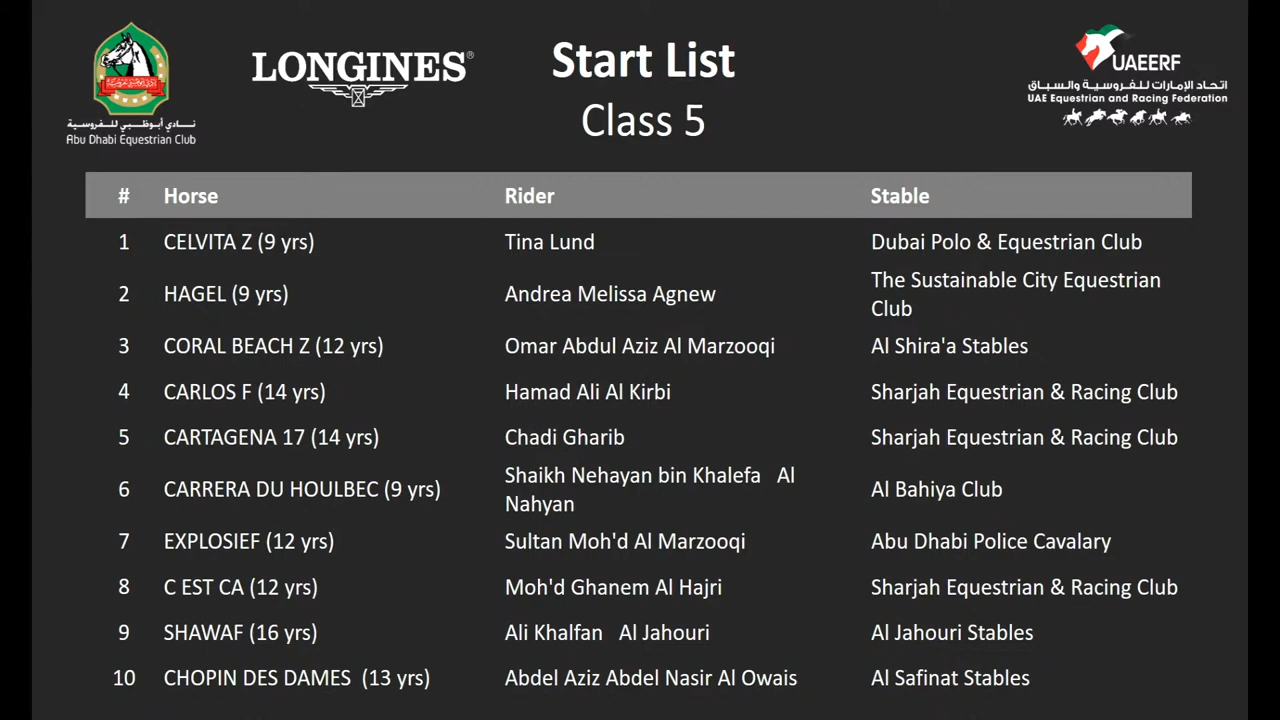 LONGINES®
Start List
Class 5
نادي أبوظبي للفروسية
Abu Dhabi Equestrian Club
UAEERF
اتحاد الإمارات للفروسية والسباق
UAE Equestrian and Racing Federation
# Horse Rider Stable
1 CELVITA Z (9 yrs) Tina Lund Dubai Polo & Equestrian Club
2 HAGEL (9 yrs) Andrea Melissa Agnew The Sustainable City Equestrian
Club
3 CORAL BEACH Z (12 yrs) Omar Abdul Aziz Al Marzooqi Al Shira'a Stables
4 CARLOS F (14 yrs) Hamad Ali Al Kirbi Sharjah Equestrian & Racing Club
5 CARTAGENA 17 (14 yrs) Chadi Gharib Sharjah Equestrian & Racing Club
6 CARRERA DU HOULBEC (9 yrs) Shaikh Nehayan bin Khalefa Al
Nahyan Al Bahiya Club
7 EXPLOSIEF (12 yrs) Sultan Moh'd Al Marzooqi Abu Dhabi Police Cavalary
8 C EST CA (12 yrs) Moh'd Ghanem Al Hajri Sharjah Equestrian & Racing Club
9 SHAWAF (16 yrs) Ali Khalfan Al Jahouri Al Jahouri Stables
10 CHOPIN DES DAMES (13 yrs) Abdel Aziz Abdel Nasir Al Owais Al Safinat Stables